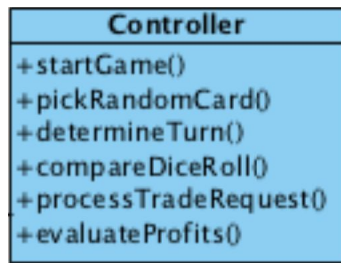 Controller
+startGame()
+pickRandomCard()
+determineTurn()
+compareDiceRoll()
+processTradeRequest()
+evaluateProfits()